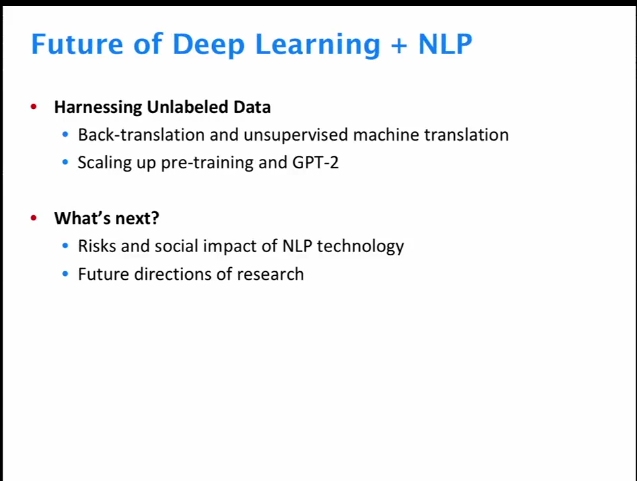 Future of Deep Learning + NLP
• Harnessing Unlabeled Data
• Back-translation and unsupervised machine translation
• Scaling up pre-training and GPT-2
• What's next?
• Risks and social impact of NLP technology
• Future directions of research